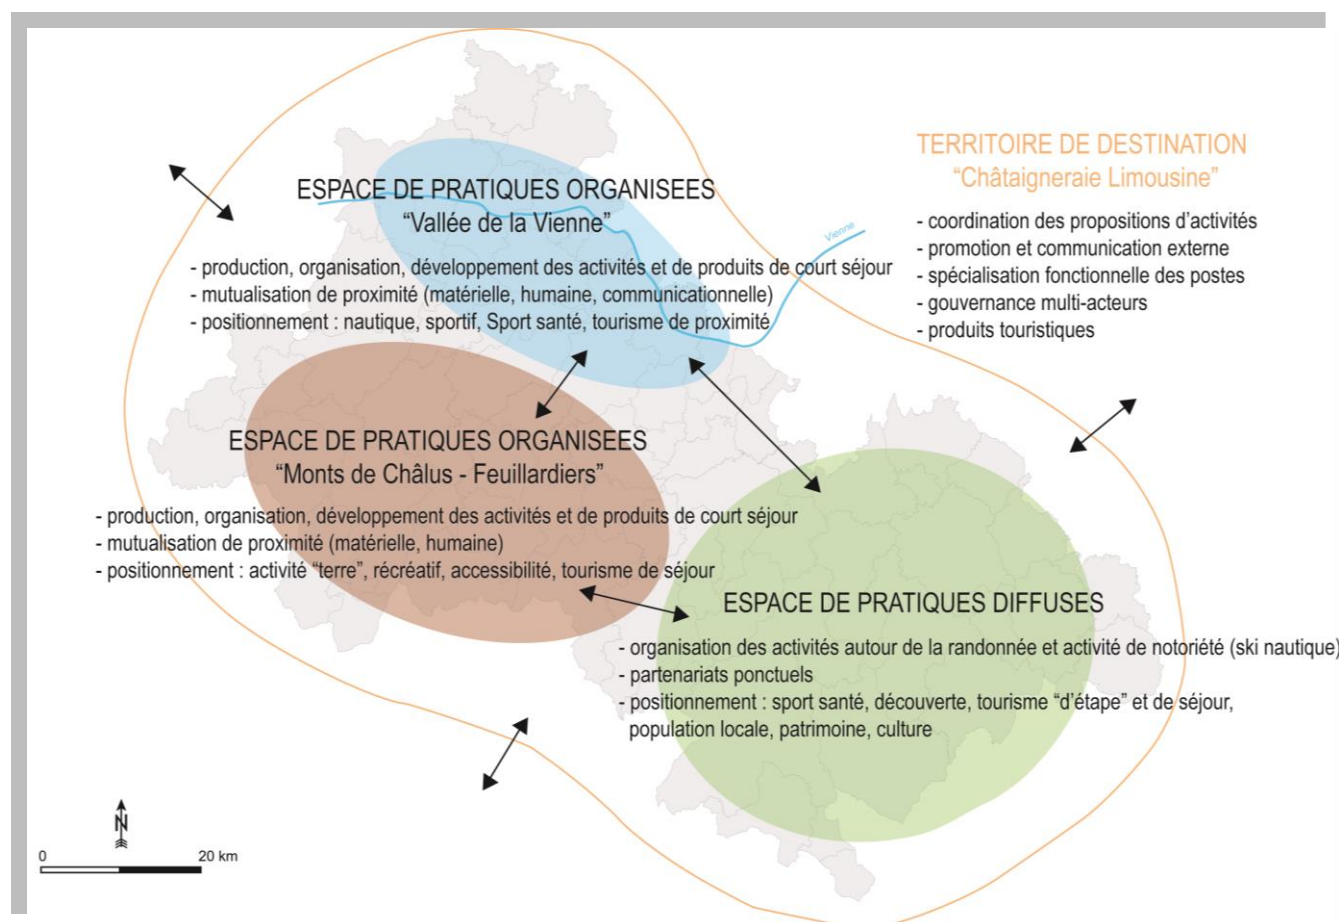 TERRITOIRE DE DESTINATION
“Châtaigneraie Limousine”
- coordination des propositions d’activités
- promotion et communication externe
- spécialisation fonctionnelle des postes
- gouvernance multi-acteurs
- produits touristiques
ESPACE DE PRATIQUES ORGANISEES
“Vallée de la Vienne”
- production, organisation, développement des activités et de produits de court séjour
- mutualisation de proximité (matérielle, humaine, communicationnelle)
- positionnement : nautique, sportif, Sport santé, tourisme de proximité
Vienne
ESPACE DE PRATIQUES ORGANISEES
“Monts de Châlus - Feuillardiers”
- production, organisation, développement des activités et de produits de court séjour
- mutualisation de proximité (matérielle, humaine)
- positionnement : activité “terre”, récréatif, accessibilité, tourisme de séjour
ESPACE DE PRATIQUES DIFFUSES
- organisation des activités autour de la randonnée et activité de notoriété (ski nautique)
- partenariats ponctuels
- positionnement : sport santé, découverte, tourisme “d’étape” et de séjour,
population locale, patrimoine, culture
N
0 20 km